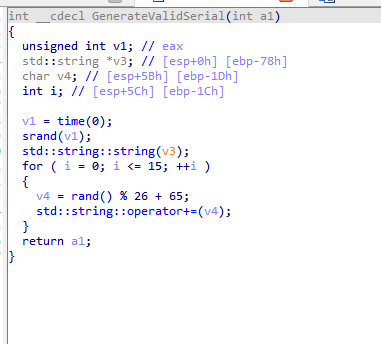 int __cdecl GenerateValidSerial(int a1)
{
unsigned int v1; // eax
std::string *v3; // [esp+0h] [ebp-78h]
char v4; // [esp+5Bh] [ebp-1Dh]
int i; // [esp+5Ch] [ebp-1Ch]
v1 = time(0);
srand(v1);
std::string::string(v3);
for ( i = 0; i <= 15; ++i )
{
v4 = rand() % 26 + 65;
std::string::operator+=(v4);
}
return a1;
}